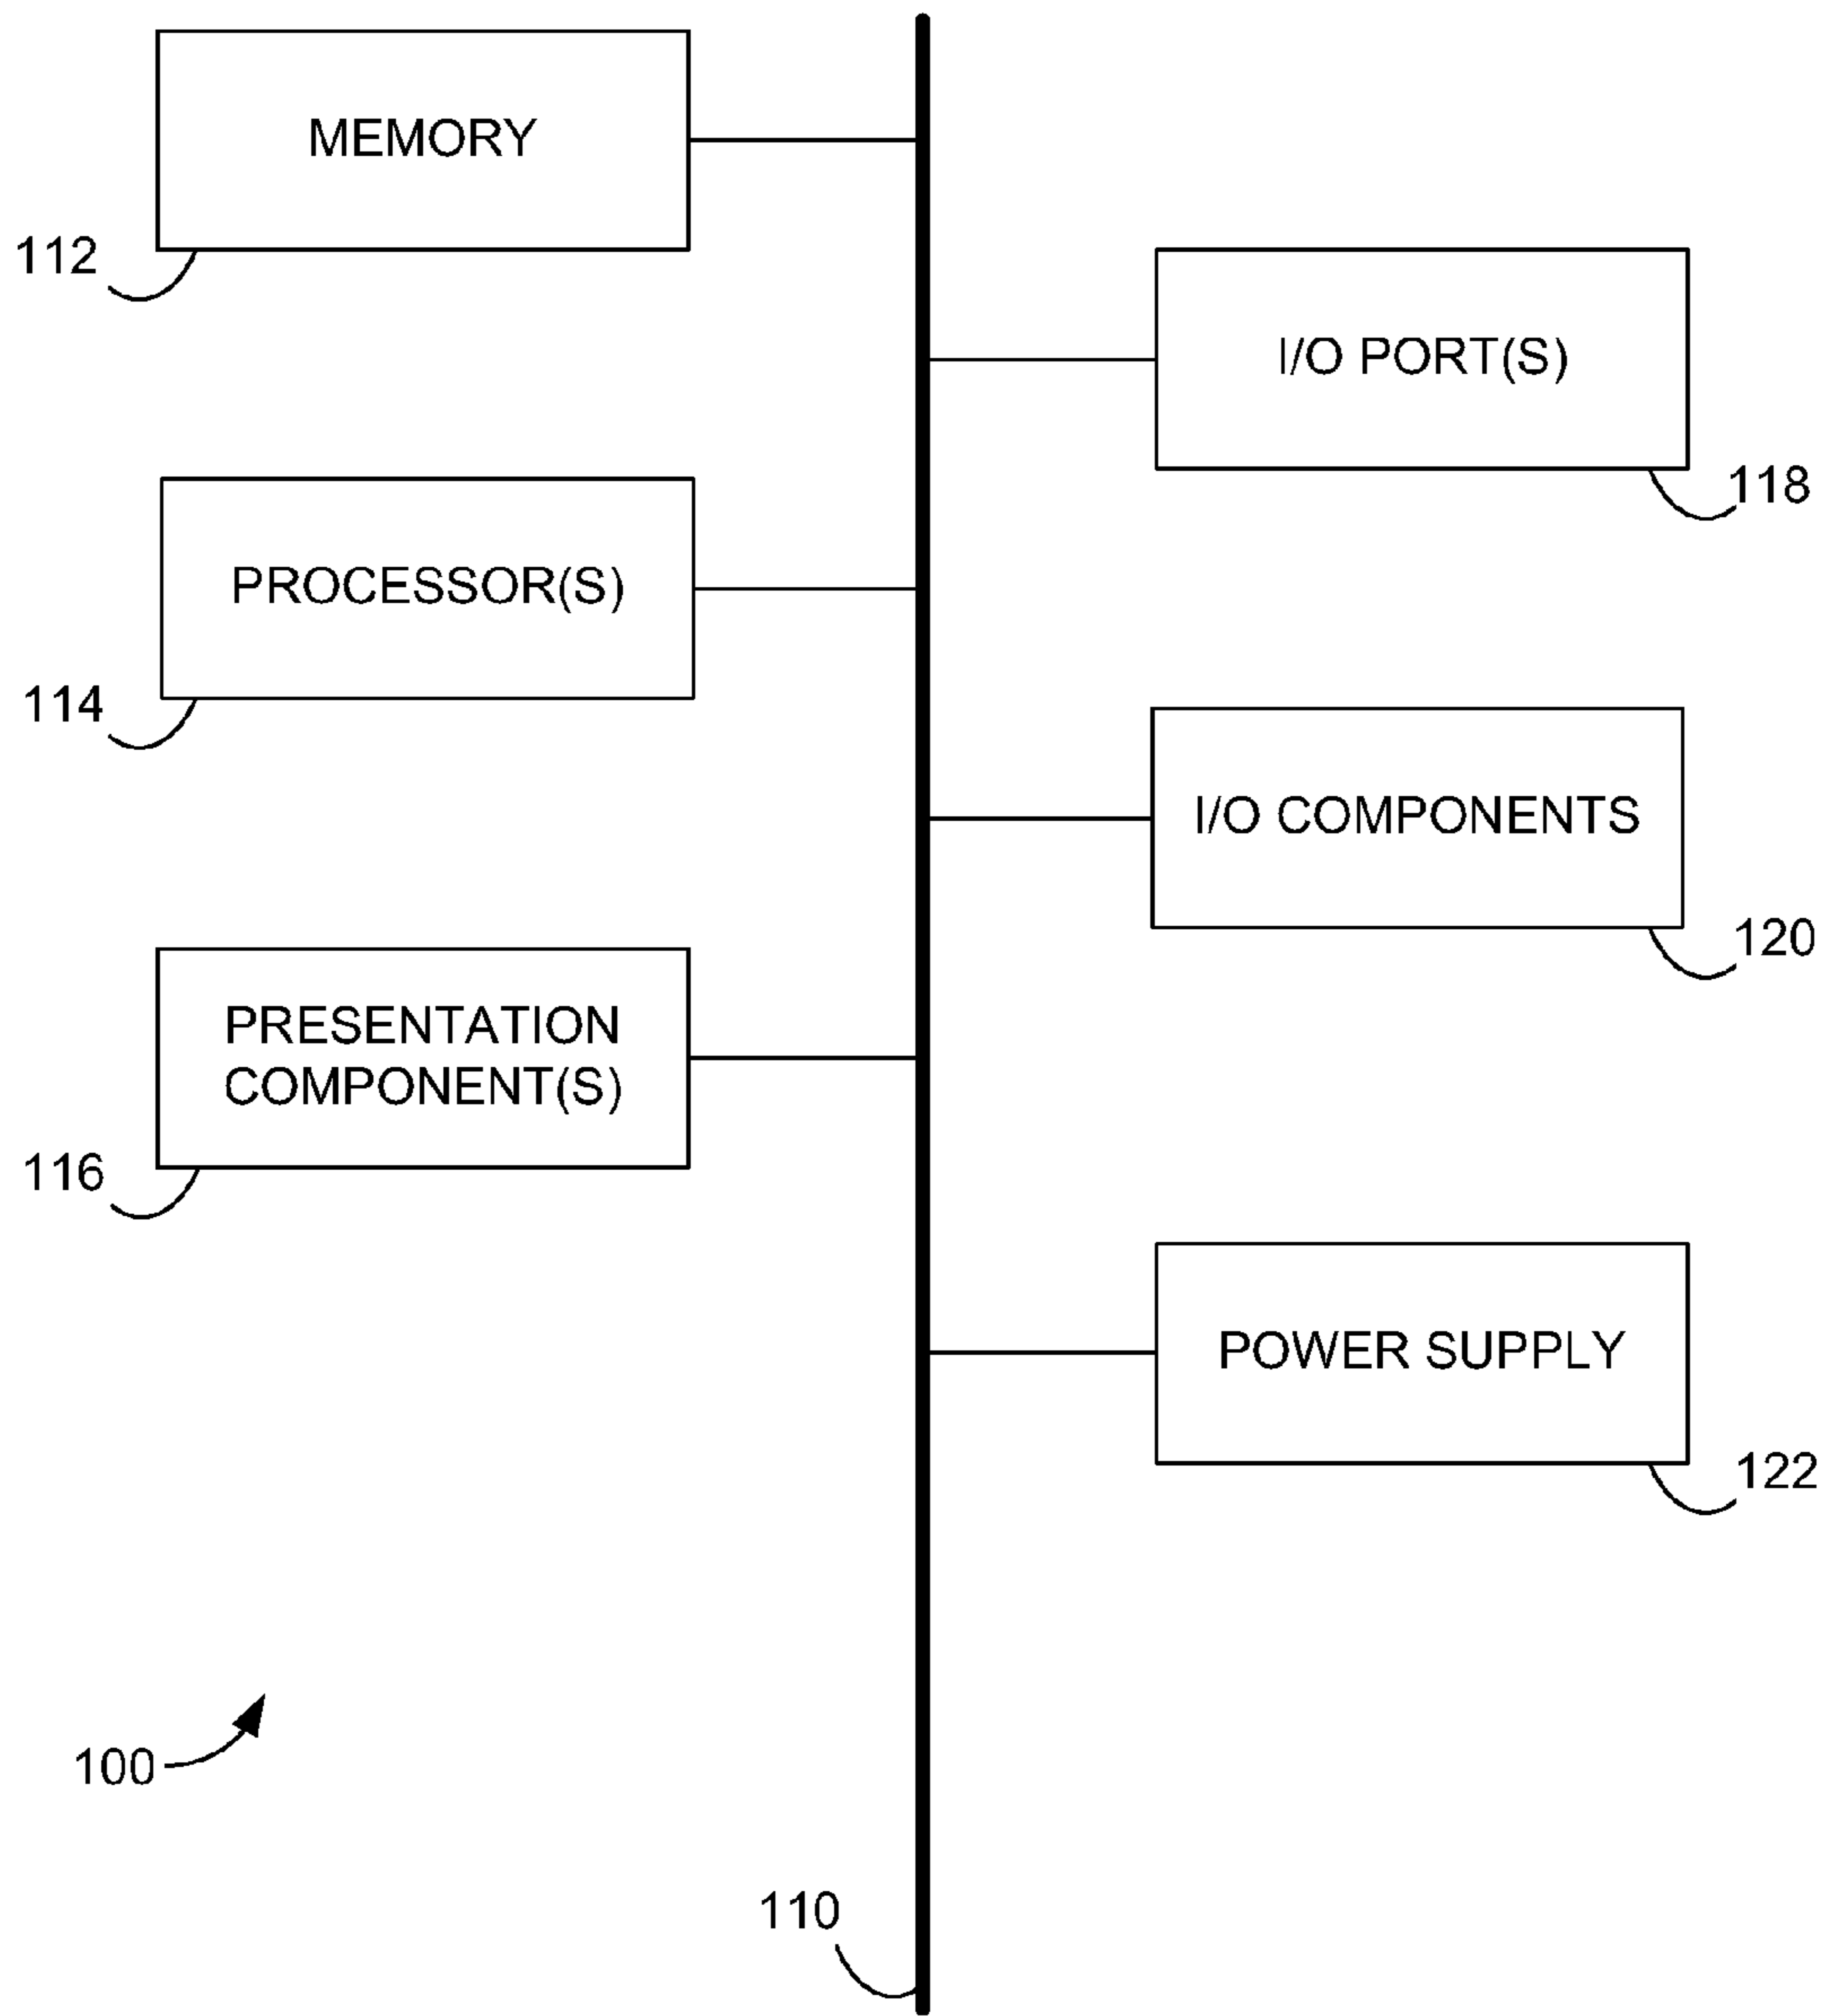 MEMORY
112
I/O PORT(S)
118
PROCESSOR(S)
114
I/O COMPONENTS
120
PRESENTATION
COMPONENT(S)
116
POWER SUPPLY
122
100
110